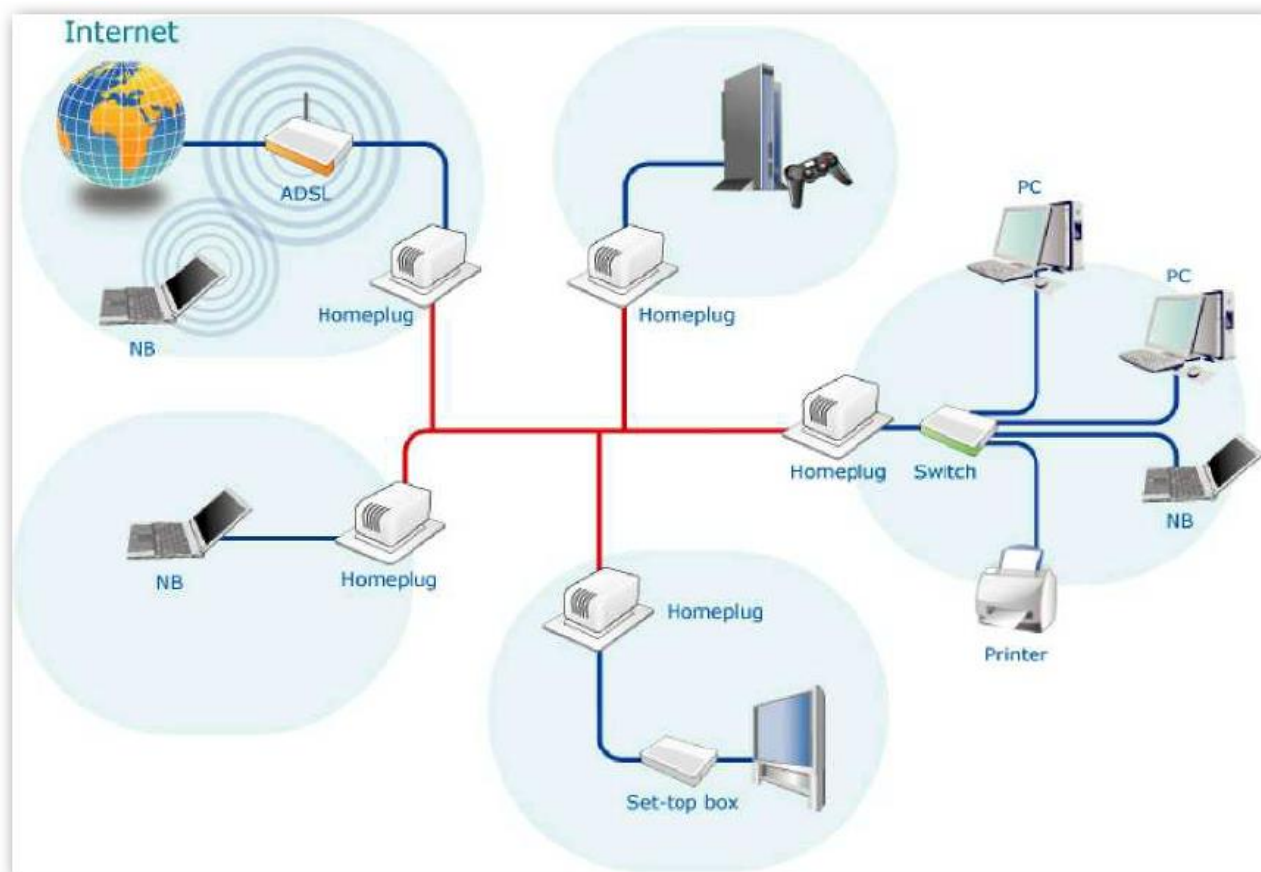 Internet
ADSL
PC
PC
Homeplug
Homeplug
NB
Homeplug
Switch
NB
NB
Homeplug
Homeplug
Printer
Set-top box